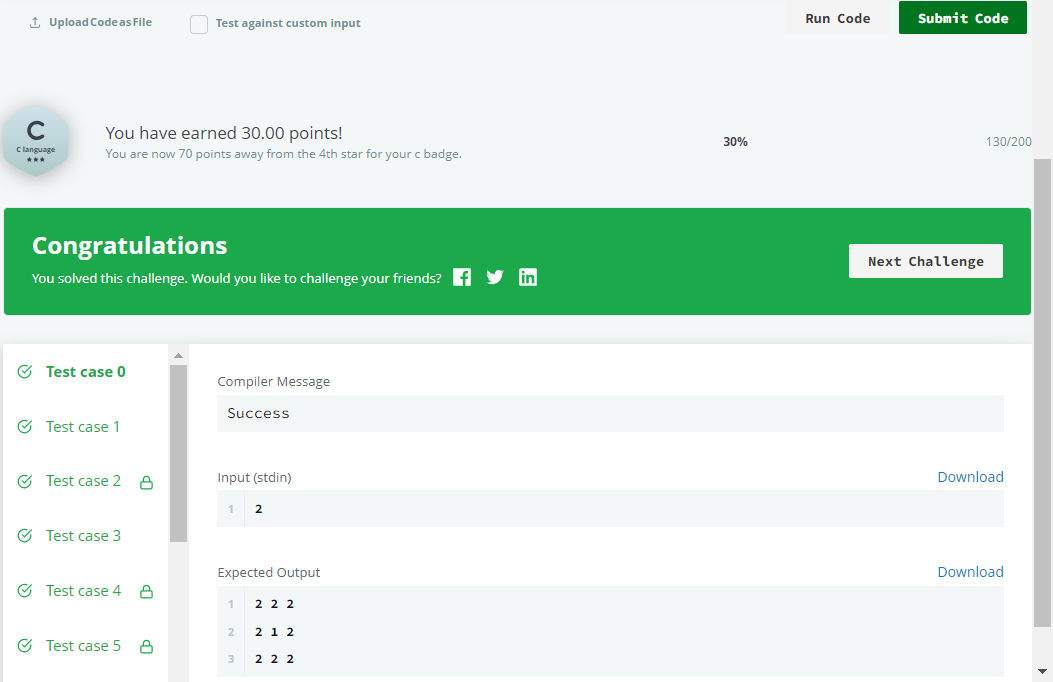 Upload Code as File
Test against custom input
Run Code
Submit Code
C
C language
★★★
You have earned 30.00 points!
You are now 70 points away from the 4th star for your c badge.
30%
130/200
Congratulations
You solved this challenge. Would you like to challenge your friends?
Next Challenge
Test case 0
Test case 1
Test case 2
Test case 3
Test case 4
Test case 5
Compiler Message
Success
Input (stdin)
Download
1 2
Expected Output
Download
1 2 2 2
2 2 1 2
3 2 2 2